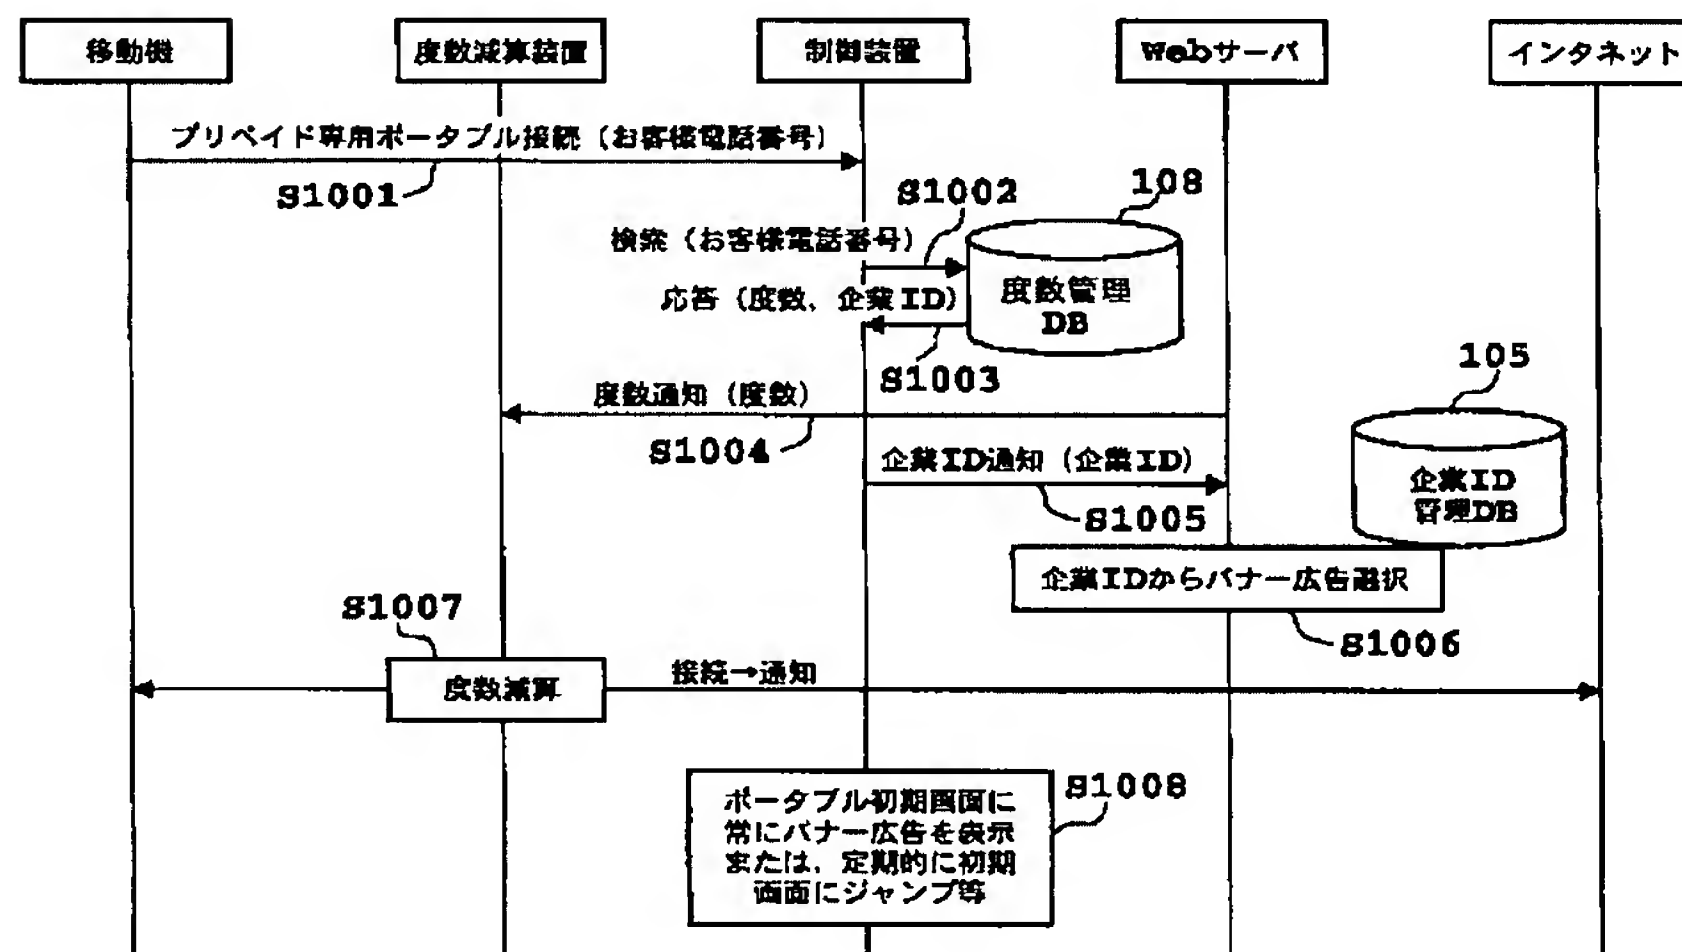 移動機
度数減算装置
制御装置
Webサーバ
インタネット
プリペイド専用ポータブル接続（お客様電話番号）
S1001
S1002
108
検索（お客様電話番号）
応答（度数、企業ID）
度数管理
DB
S1003
105
度数通知（度数）
S1004
企業ID通知（企業ID）
S1005
企業ID
管理DB
企業IDからバナー広告選択
S1006
S1007
度数減算
接続→通知
S1008
ポータブル初期画面に
常にバナー広告を表示
または、定期的に初期
画面にジャンプ等